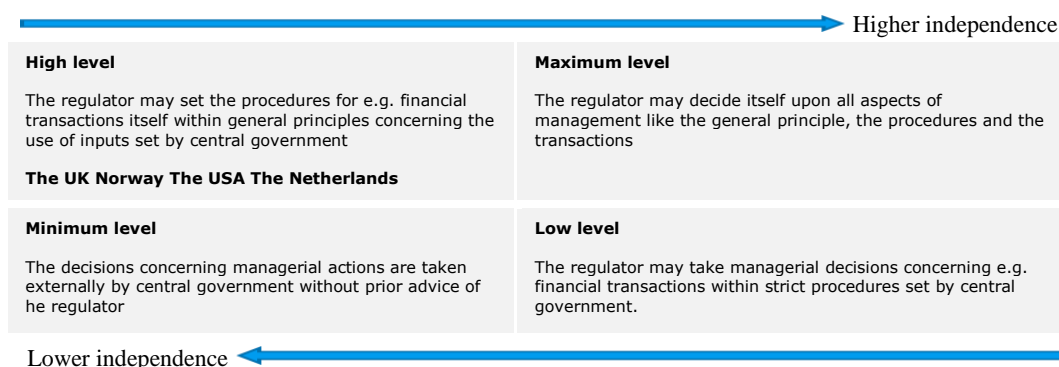 Higher independence
High level
The regulator may set the procedures for e.g. financial
transactions itself within general principles concerning the
use of inputs set by central government
The UK Norway The USA The Netherlands
Maximum level
The regulator may decide itself upon all aspects of
management like the general principle, the procedures and the
transactions
Minimum level
The decisions concerning managerial actions are taken
externally by central government without prior advice of
he regulator
Low level
The regulator may take managerial decisions concerning e.g.
financial transactions within strict procedures set by central
government.
Lower independence